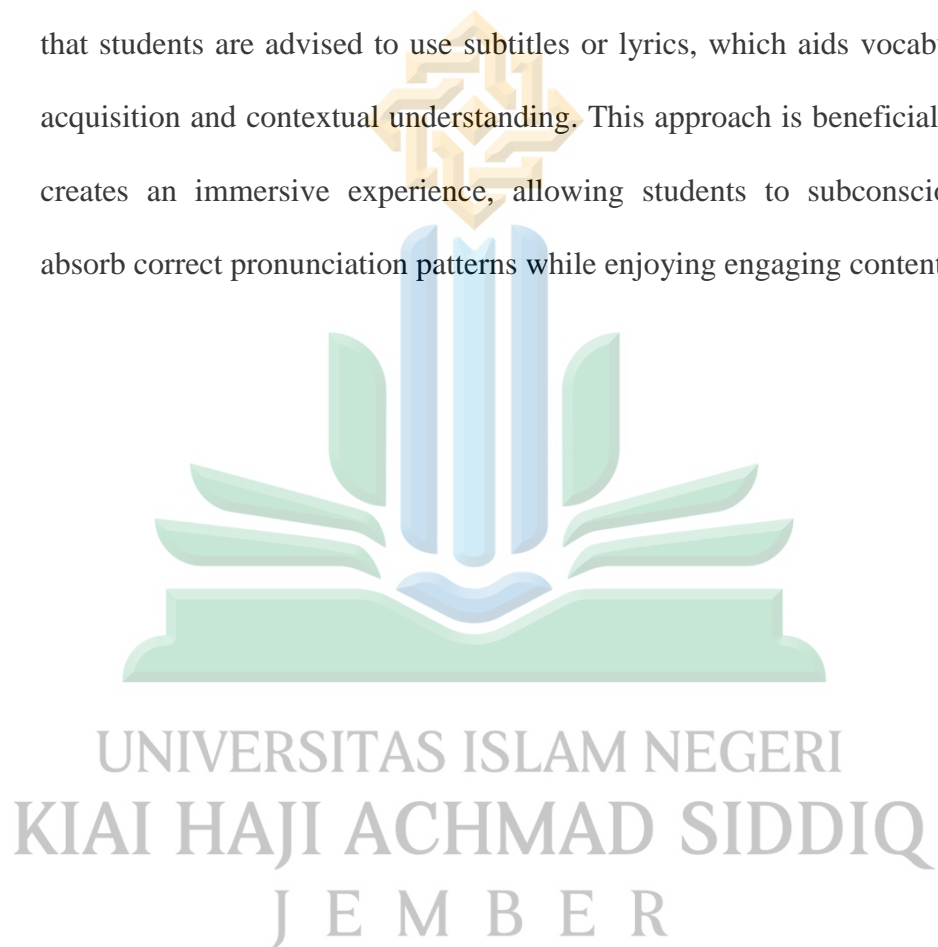 that students are advised to use subtitles or lyrics, which aids vocab
acquisition and contextual understanding. This approach is beneficial
creates an immersive experience, allowing students to subconscio
absorb correct pronunciation patterns while enjoying engaging content
UNIVERSITAS ISLAM NEGERI
KIAI HAJI ACHMAD SIDDIQ
JEMBER